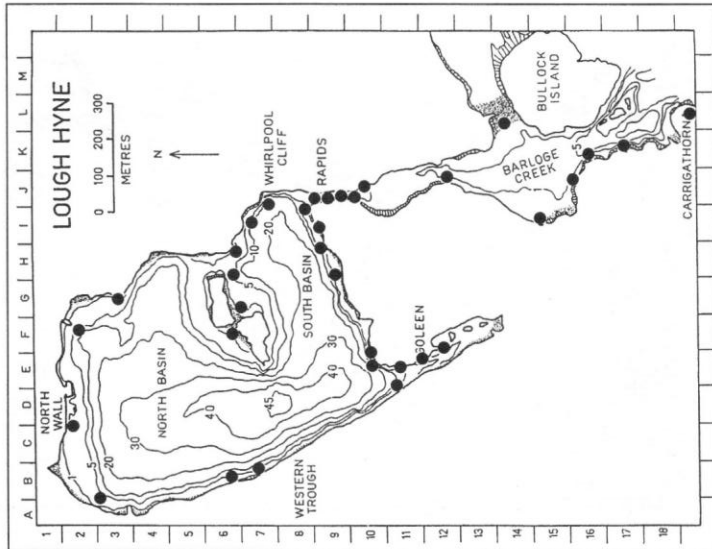 LOUGH HYNE
0 100 200 300
METRES
N
A B C D E F G H I J K L M
1
2
3
4
5
6
7
8
9
10
11
12
13
14
15
16
17
18
NORTH
WALL
NORTH BASIN
1
5
20
30
40
45
WESTERN
TROUGH
SOUTH BASIN
5
10
20
30
40
WHIRLPOOL
CLIFF
RAPIDS
GOLEEN
BARLOGE
CREEK
5
BULLOCK
ISLAND
CARRIGATHORN